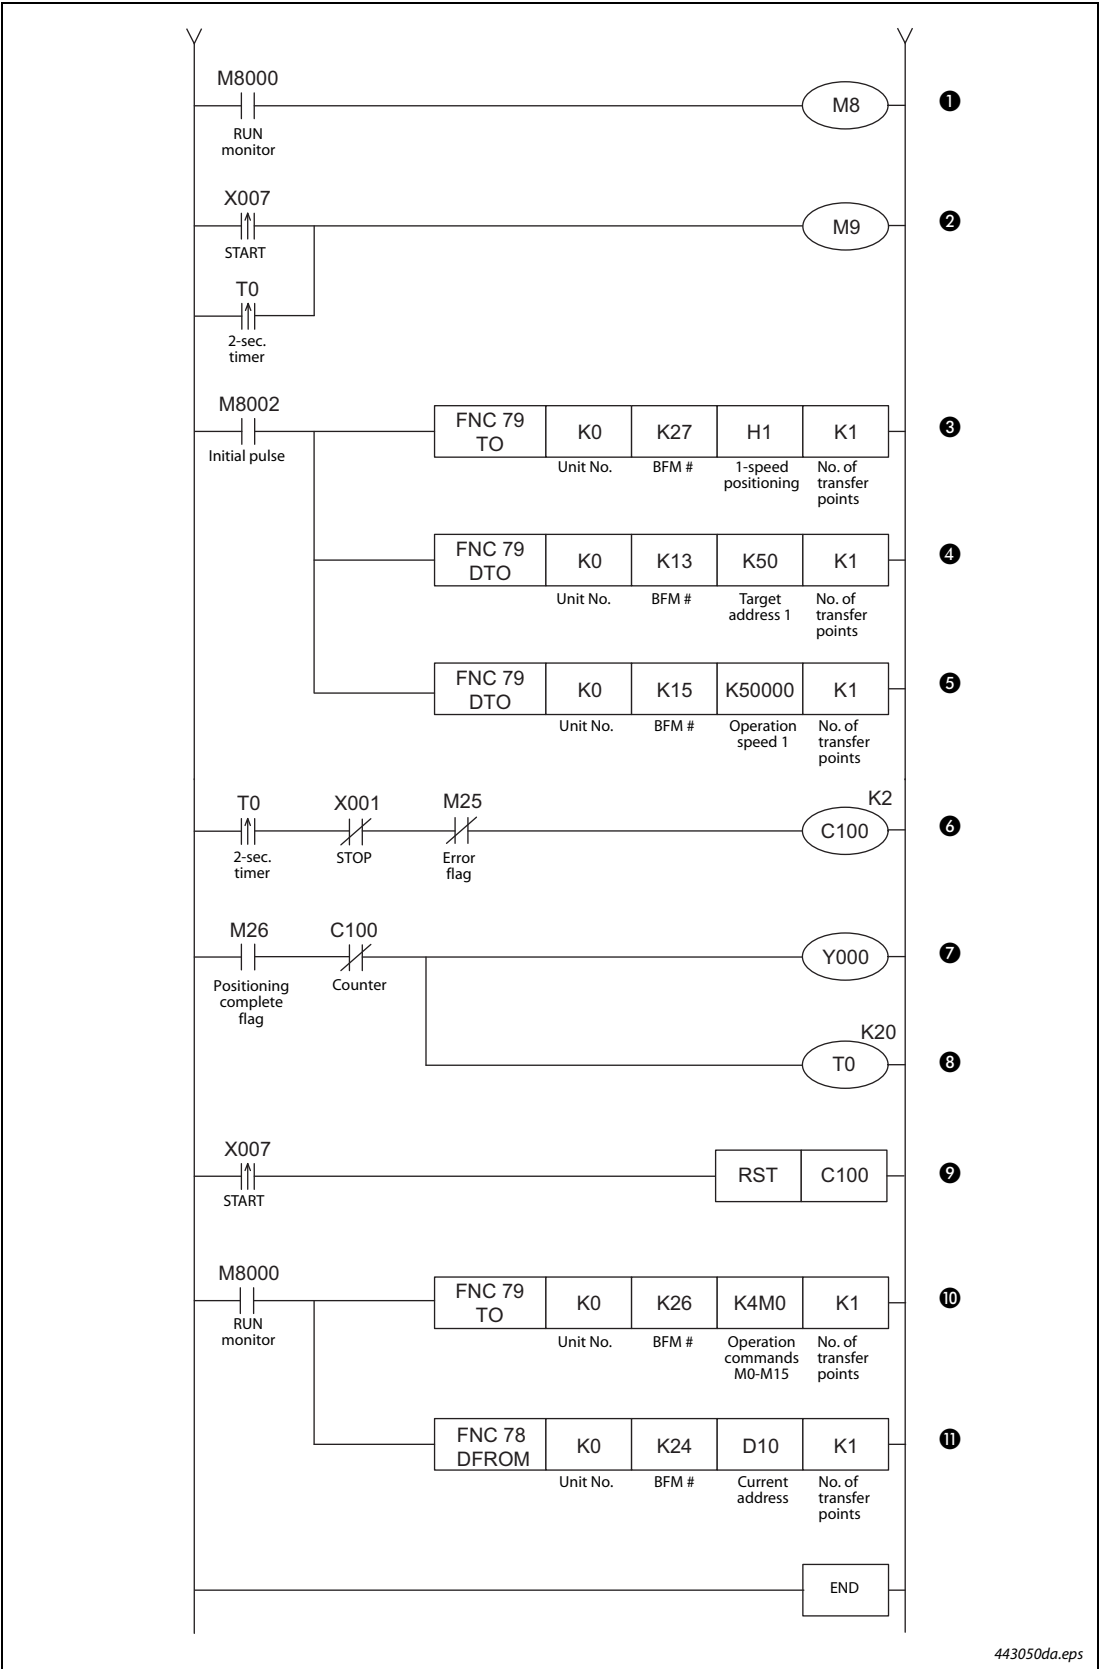 M8000
M8
❶
RUN
monitor
X007
M9
❷
START
T0
2-sec.
timer
M8002
FNC 79
TO
K0
K27
H1
K1
❸
Initial pulse
Unit No.
BFM #
1-speed
positioning
No. of
transfer
points
FNC 79
DTO
K0
K13
K50
K1
❹
Unit No.
BFM #
Target
address 1
No. of
transfer
points
FNC 79
DTO
K0
K15
K50000
K1
❺
Unit No.
BFM #
Operation
speed 1
No. of
transfer
points
T0
X001
M25
K2
C100
❻
2-sec.
timer
STOP
Error
flag
M26
C100
Y000
❼
Positioning
complete
flag
Counter
K20
T0
❽
X007
RST
C100
❾
START
M8000
FNC 79
TO
K0
K26
K4M0
K1
❿
RUN
monitor
Unit No.
BFM #
Operation
commands
M0-M15
No. of
transfer
points
FNC 78
DFROM
K0
K24
D10
K1
⓫
Unit No.
BFM #
Current
address
No. of
transfer
points
END
443050da.eps